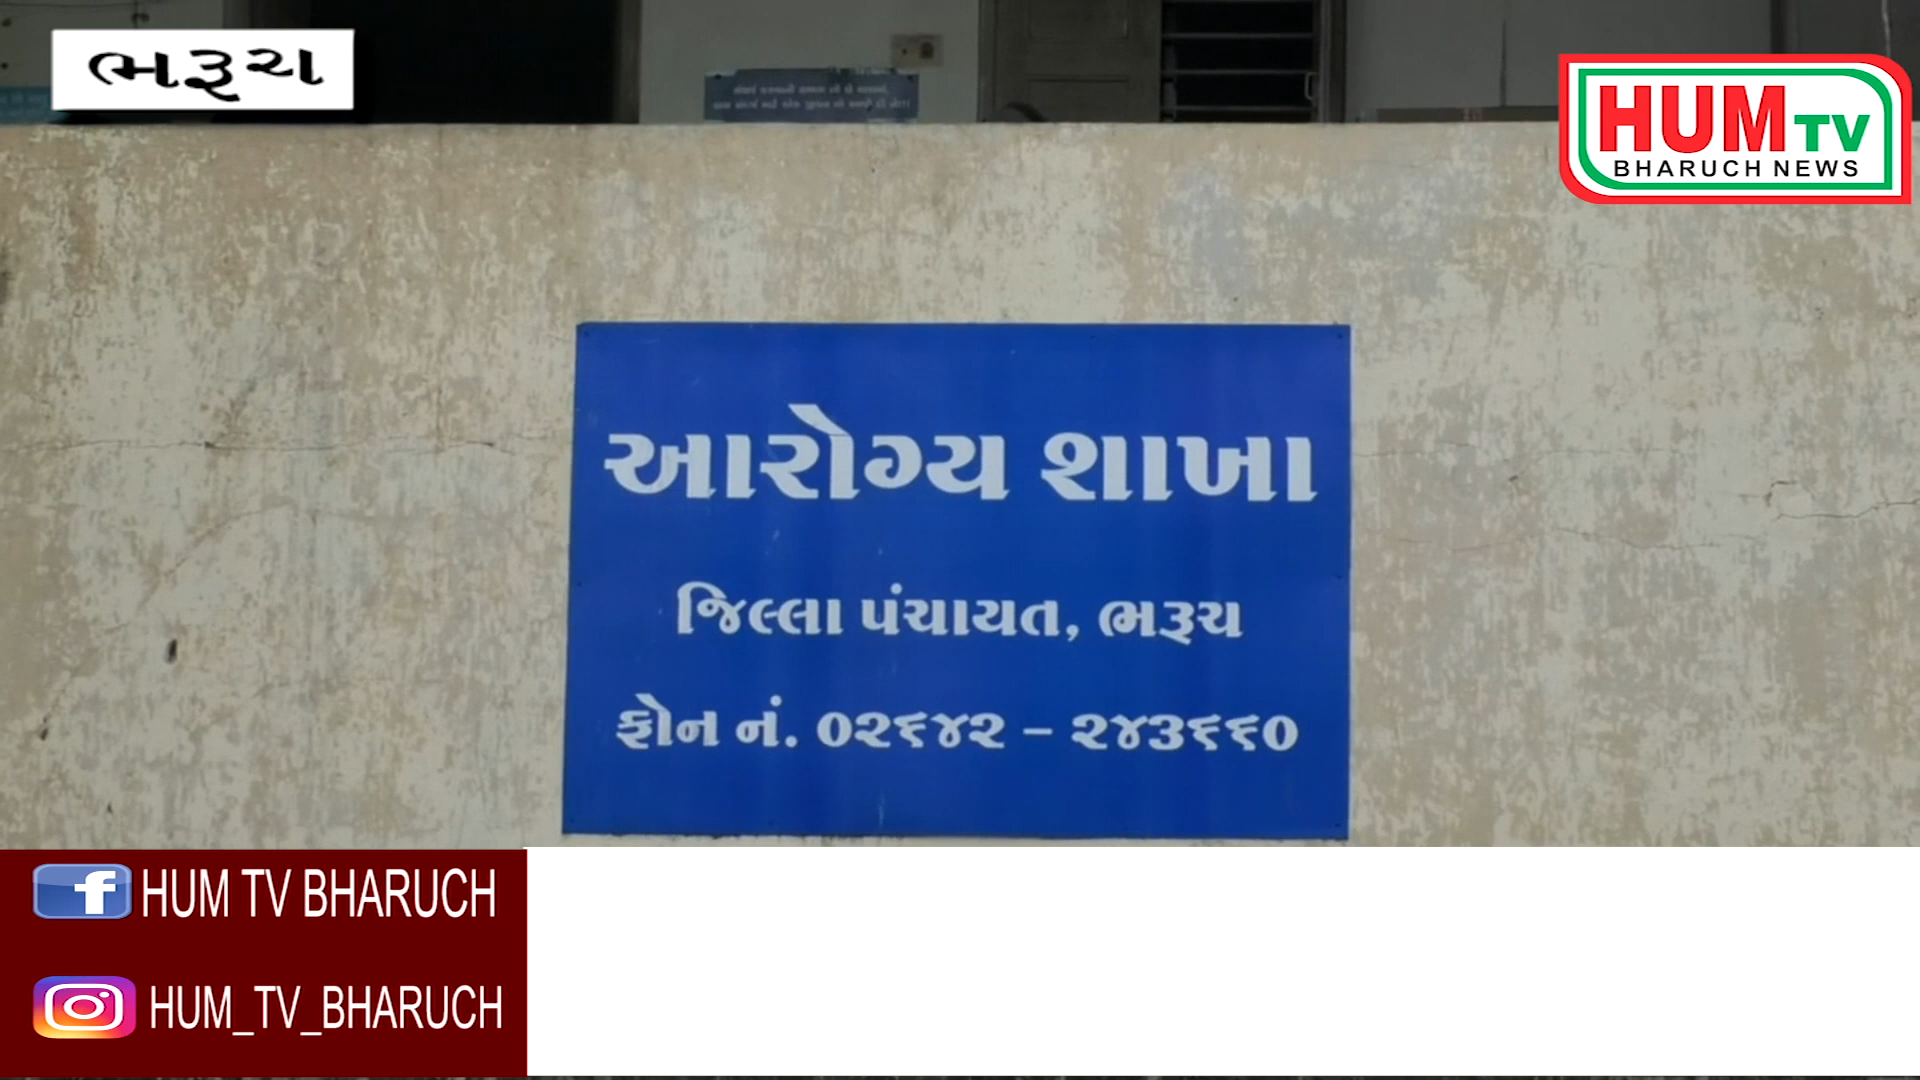 ભરૂચ
HUM TV
BHARUCH NEWS
આરોગ્ય શાખા
જિલ્લા પંચાયત, ભરૂચ
ફોન નં. ૦૨૬૪૨ - ૨૪૩૬૬૦
HUM TV BHARUCH
HUM_TV_BHARUCH